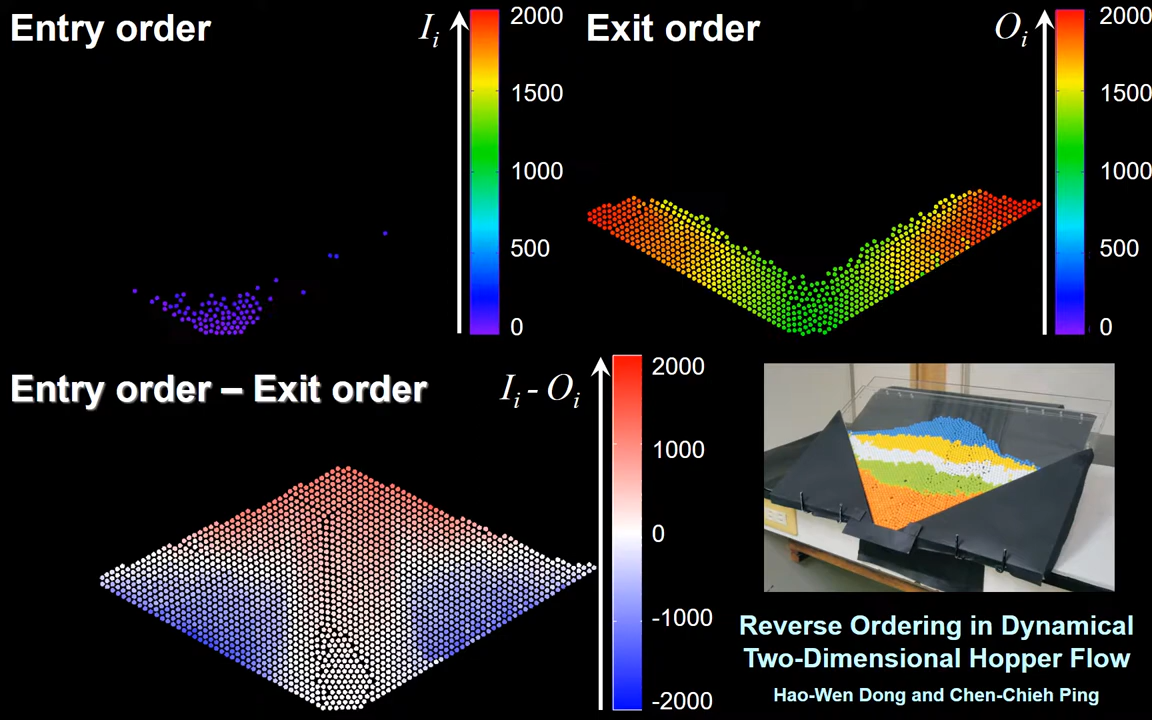 Entry order
I_i
2000
1500
1000
500
0
Exit order
O_i
2000
1500
1000
500
0
Entry order – Exit order
I_i - O_i
2000
1000
0
-1000
-2000
Reverse Ordering in Dynamical
Two-Dimensional Hopper Flow
Hao-Wen Dong and Chen-Chieh Ping